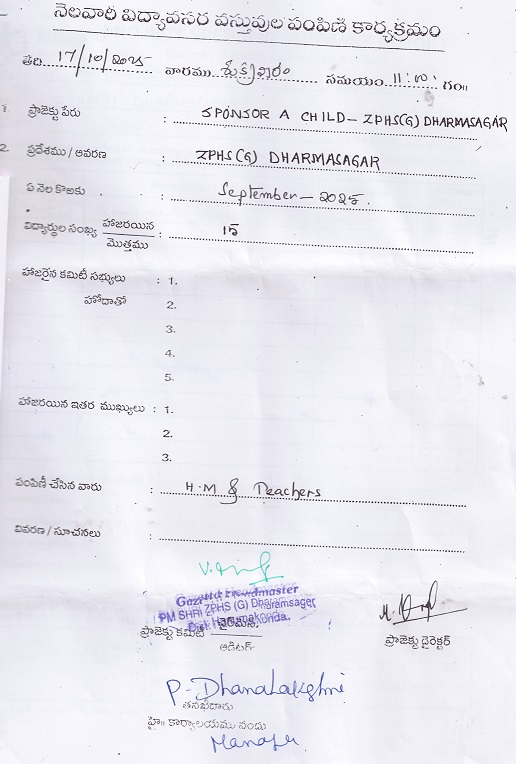 నెలవారి విద్యావసర వస్తువుల పంపిణి కార్యక్రమం
తేది 17/10/2025 వారము శుక్రవారం సమయం 11:00 గం॥
1. ప్రాజెక్టు పేరు : SPONSOR A CHILD - ZPHS(G) DHARMASAGAR
2. ప్రదేశము / ఆవరణ : ZPHS(G) DHARMASAGAR
ఏ నెల కొఱకు : September - 2025.
విద్యార్థుల సంఖ్య హాజరయిన / మొత్తము : 15
హాజరైన కమిటీ సభ్యులు : 1.
హోదాతో 2.
3.
4.
5.
హాజరయిన ఇతర ముఖ్యులు : 1.
2.
3.
పంపిణీ చేసిన వారు : H.M & Teachers
వివరణ / సూచనలు :
Gazetted Headmaster
PM SHRI ZPHS (G) Dharamsager
Dist Hanumakonda.
ప్రాజెక్టు కమిటీ చైర్మన్
ఆడిటర్
ప్రాజెక్టు డైరెక్టర్
P. DhanaLakshmi
తనిఖీదారు
హై॥ కార్యాలయము నందు
Manager